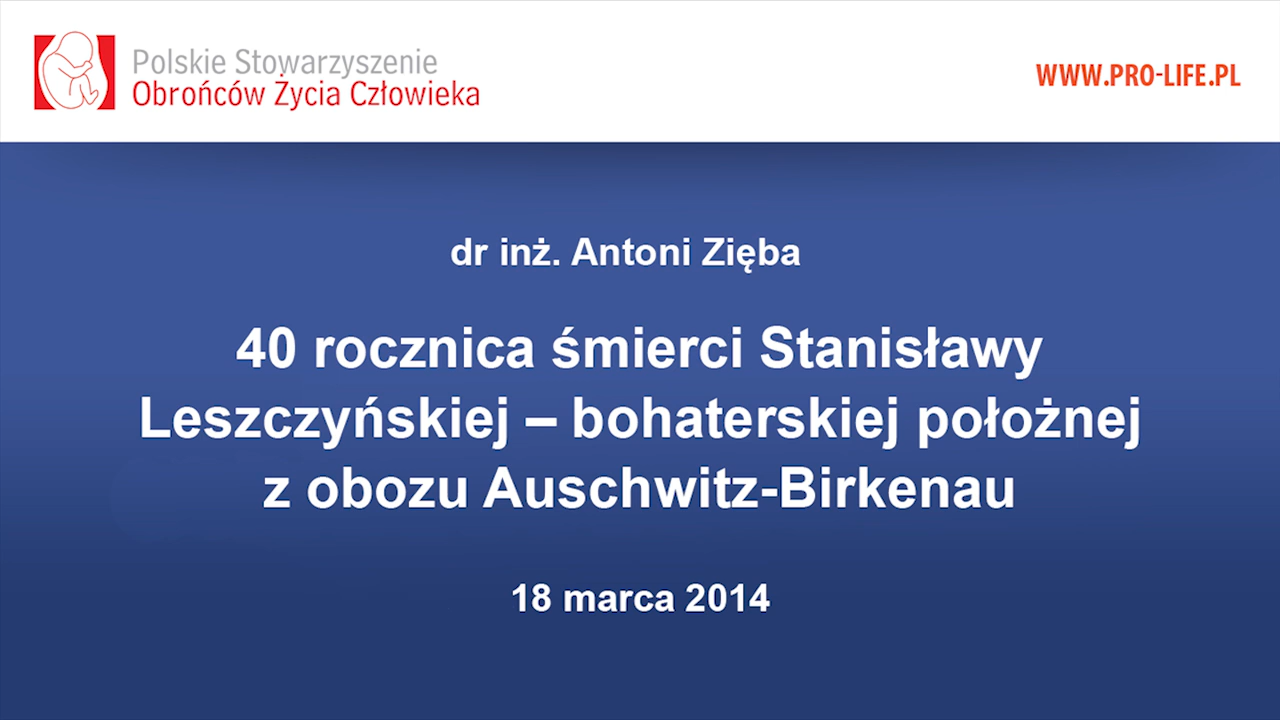 Polskie Stowarzyszenie
Obrońców Życia Człowieka
WWW.PRO-LIFE.PL
dr inż. Antoni Zięba
40 rocznica śmierci Stanisławy
Leszczyńskiej – bohaterskiej położnej
z obozu Auschwitz-Birkenau
18 marca 2014